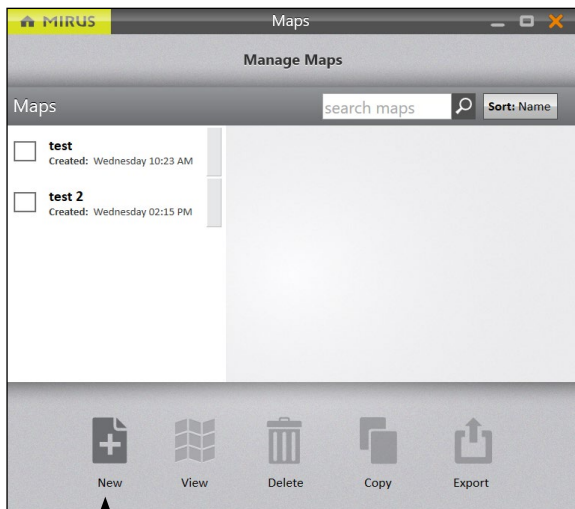 MIRUS Maps
Manage Maps
Maps search maps Sort: Name
test
Created: Wednesday 10:23 AM
test 2
Created: Wednesday 02:15 PM
New View Delete Copy Export